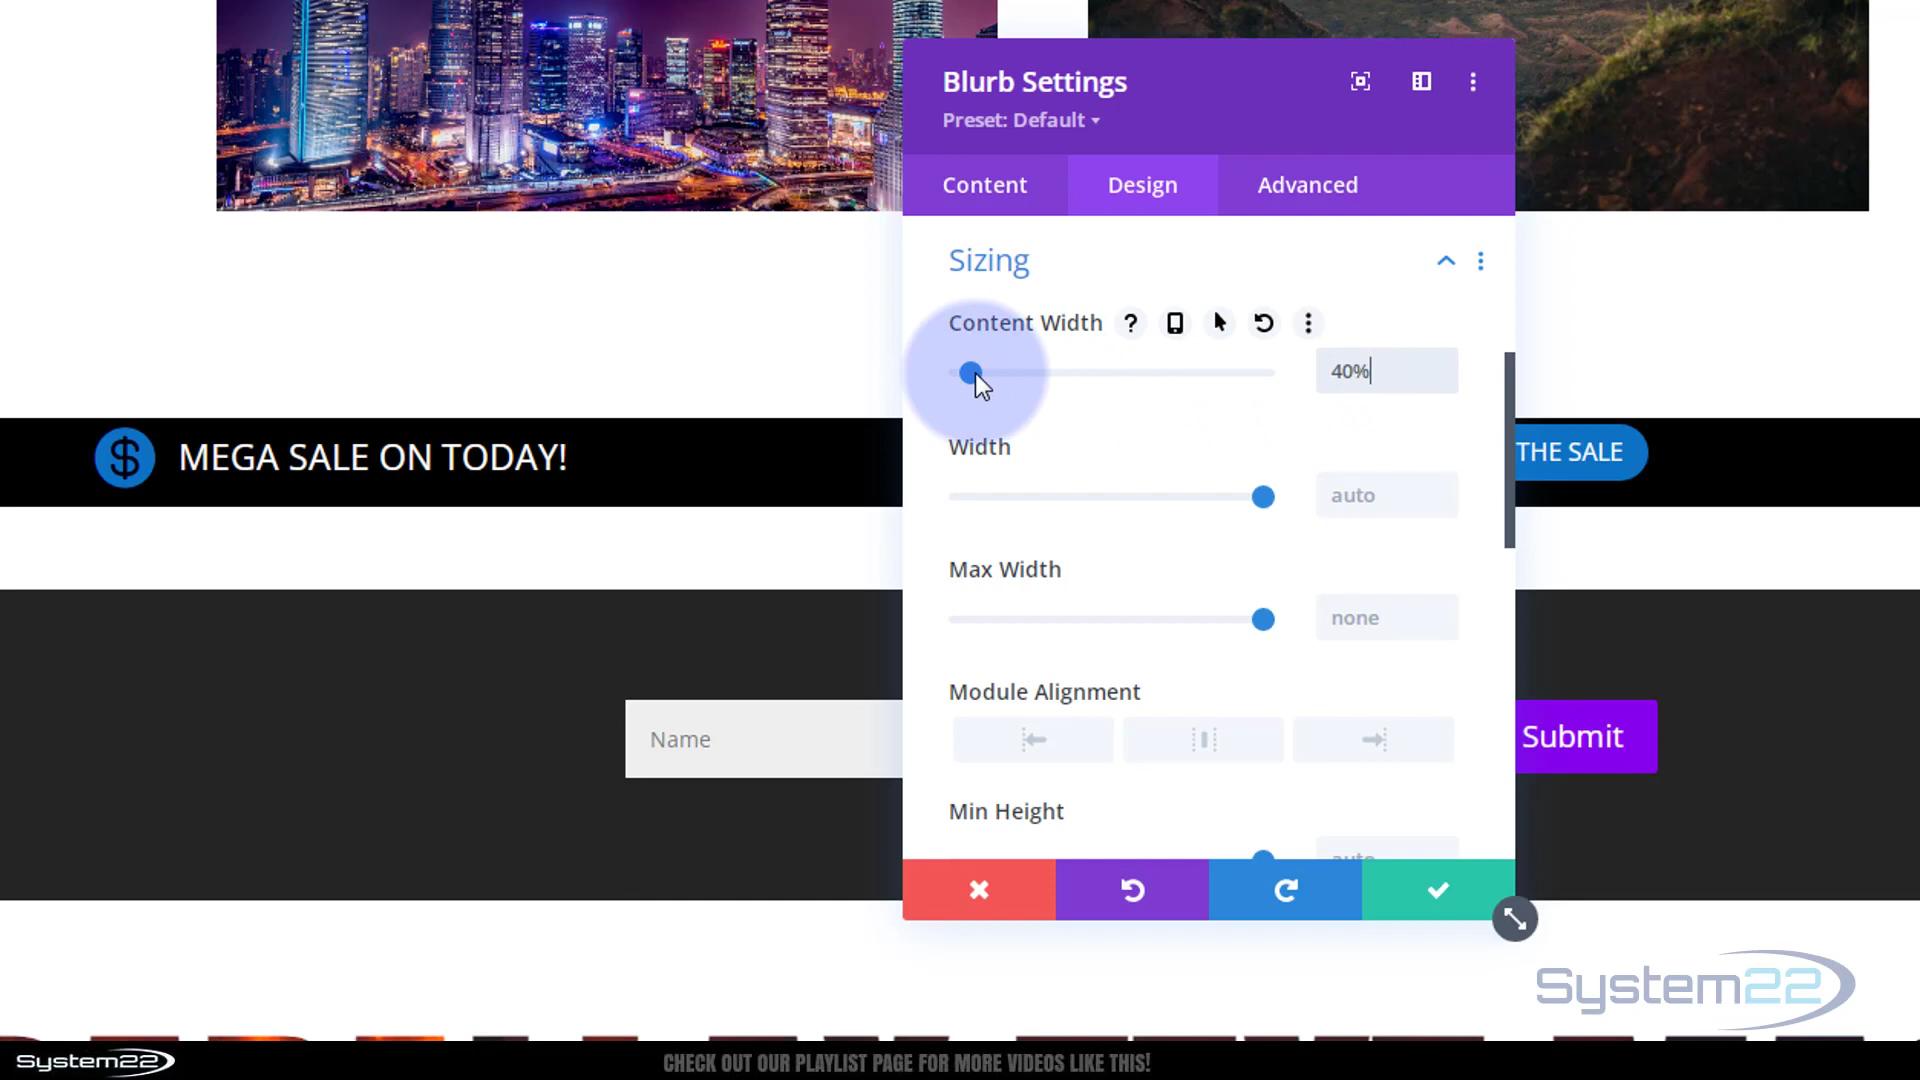 Blurb Settings
Preset: Default
Content
Design
Advanced
Sizing
Content Width
?
40%
Width
auto
Max Width
none
Module Alignment
Min Height
MEGA SALE ON TODAY!
THE SALE
Name
Submit
System22
System22
CHECK OUT OUR PLAYLIST PAGE FOR MORE VIDEOS LIKE THIS!